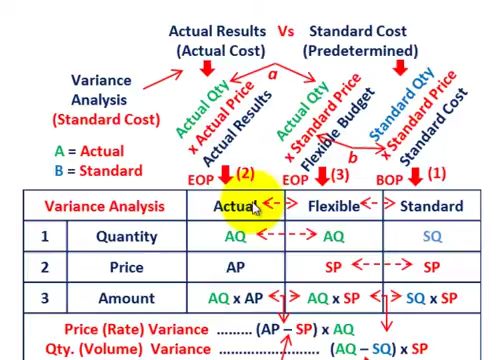 Actual Results Vs Standard Cost
(Actual Cost) (Predetermined)
a
Variance
Analysis
(Standard Cost)
Actual Qty
x Actual Price
Actual Results
Actual Qty
x Standard Price
Flexible Budget
b
Standard Qty
x Standard Price
Standard Cost
A = Actual
B = Standard
EOP (2) EOP (3) BOP (1)
Variance Analysis Actual Flexible Standard
1 Quantity AQ AQ SQ
2 Price AP SP SP
3 Amount AQ x AP AQ x SP SQ x SP
Price (Rate) Variance ......... (AP – SP) x AQ
Qty. (Volume) Variance ............................ (AQ – SQ) x SP